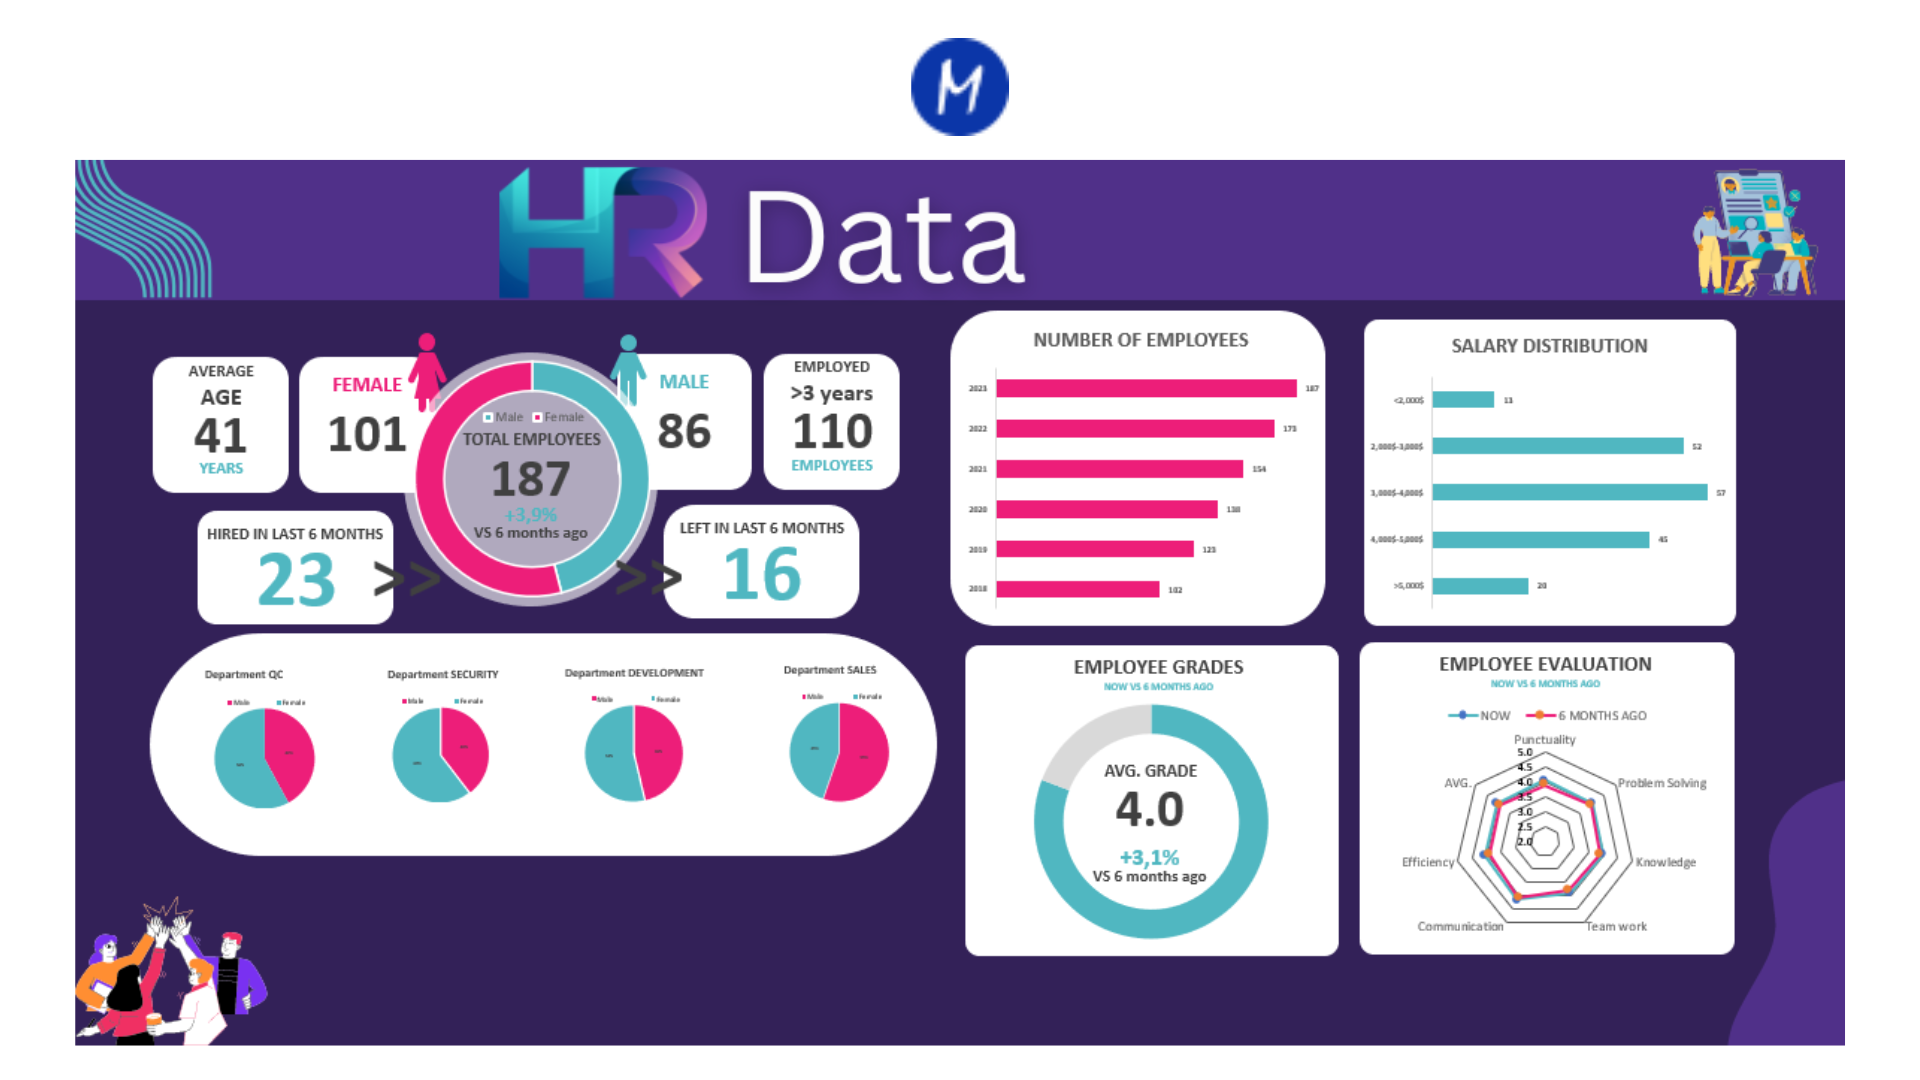 M
HR Data
AVERAGE
AGE
41
YEARS
FEMALE
101
Male Female
TOTAL EMPLOYEES
187
+3,9%
VS 6 months ago
MALE
86
EMPLOYED
>3 years
110
EMPLOYEES
HIRED IN LAST 6 MONTHS
23
>>
>>
LEFT IN LAST 6 MONTHS
16
NUMBER OF EMPLOYEES
2023 187
2022 173
2021 154
2020 138
2019 123
2018 102
SALARY DISTRIBUTION
<2,000$ 13
2,000$-3,000$ 52
3,000$-4,000$ 57
4,000$-5,000$ 45
>5,000$ 20
Department QC
Male Female
Department SECURITY
Male Female
Department DEVELOPMENT
Male Female
Department SALES
Male Female
EMPLOYEE GRADES
NOW VS 6 MONTHS AGO
AVG. GRADE
4.0
+3,1%
VS 6 months ago
EMPLOYEE EVALUATION
NOW VS 6 MONTHS AGO
NOW 6 MONTHS AGO
Punctuality
5.0
4.5
AVG. 4.0 Problem Solving
3.5
3.0
2.5
2.0
Efficiency Knowledge
Communication Team work